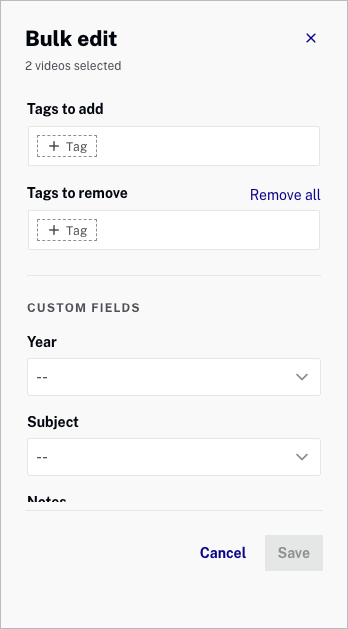 Bulk edit
2 videos selected
Tags to add
+ Tag
Tags to remove
Remove all
+ Tag
CUSTOM FIELDS
Year
--
Subject
--
Notes
Cancel
Save